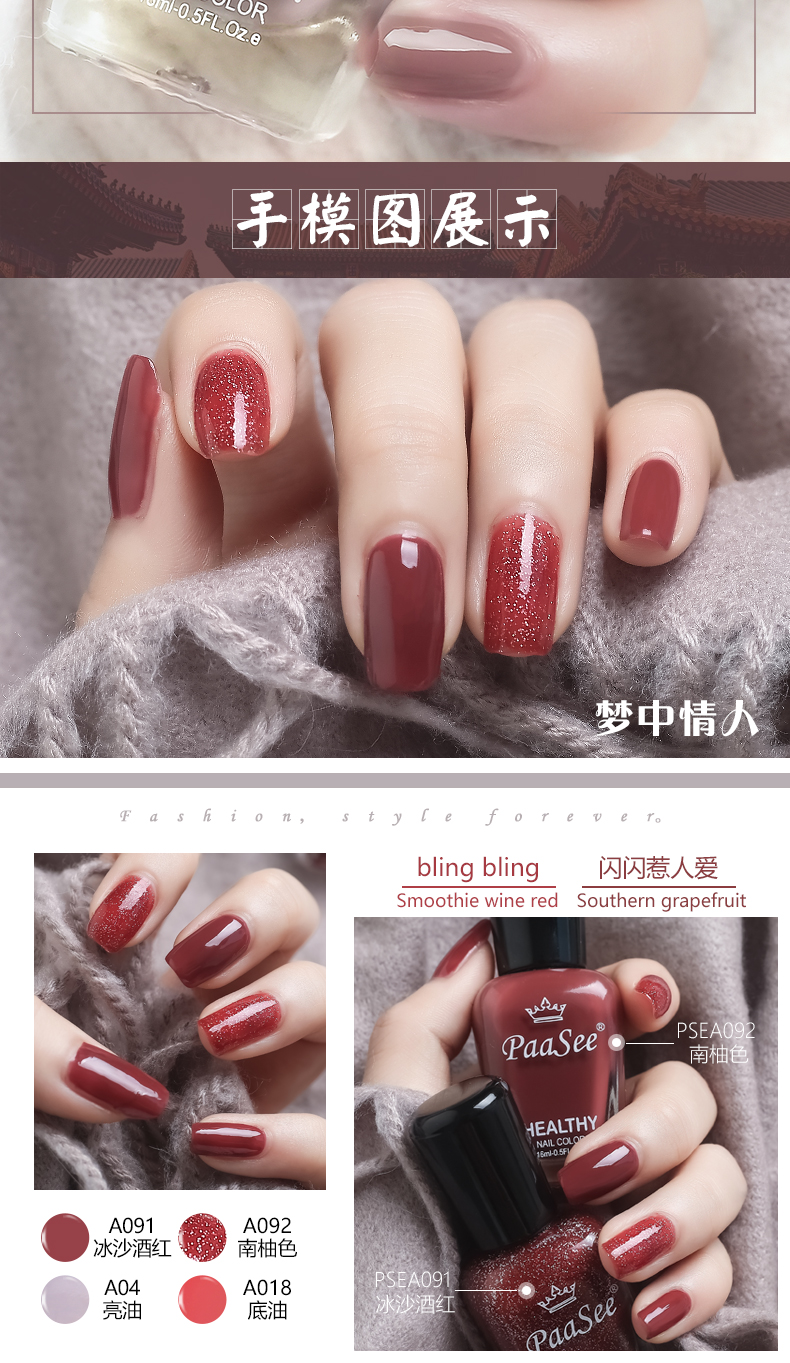 COLOR
16ml-0.5FL.Oz.e
手模图展示
梦中情人
Fashion, style forever。
bling bling
闪闪惹人爱
Smoothie wine red
Southern grapefruit
PaaSee®
HEALTHY
NAIL COLOR
16ml-0.5FL
PSEA092
南柚色
PSEA091
冰沙酒红
PaaSee
A091
冰沙酒红
A092
南柚色
A04
亮油
A018
底油